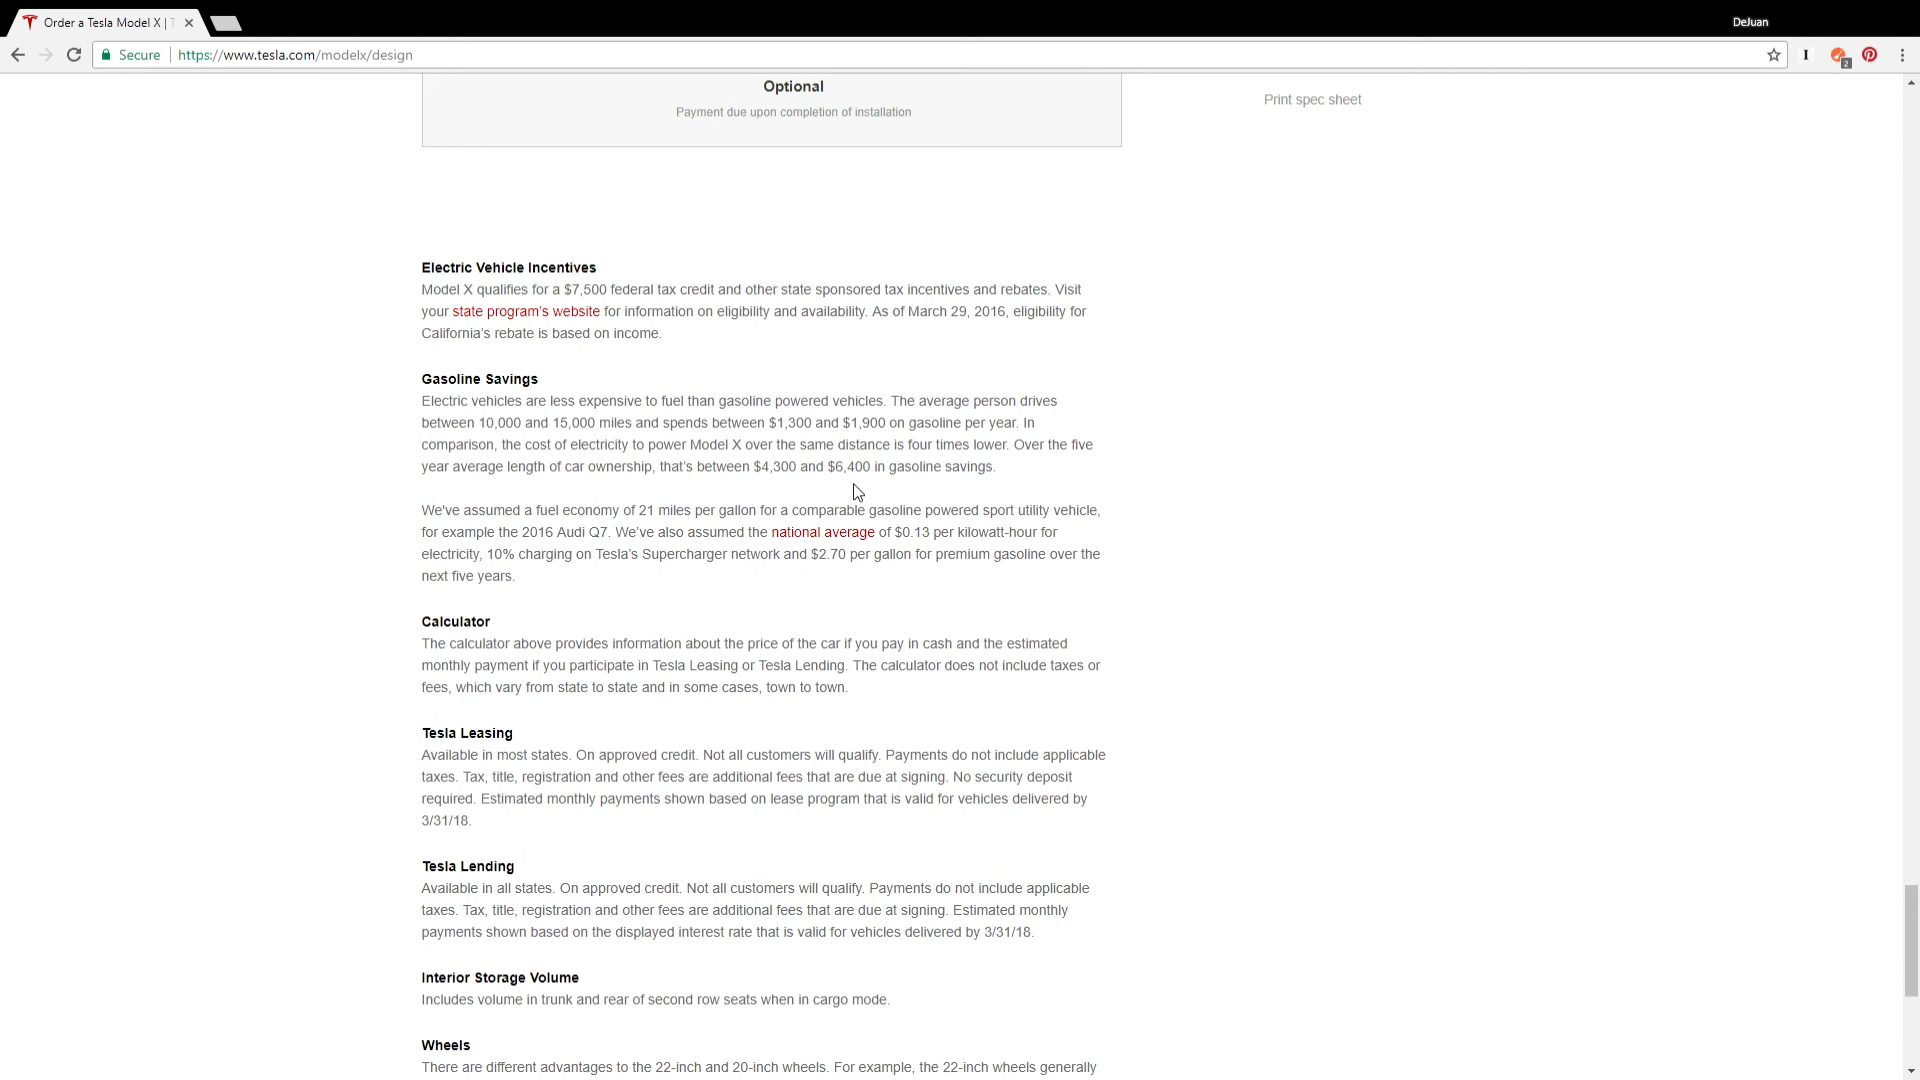 Order a Tesla Model X | T
DeJuan
Secure
https://www.tesla.com/modelx/design
I
2
Optional
Payment due upon completion of installation
Print spec sheet
Electric Vehicle Incentives
Model X qualifies for a $7,500 federal tax credit and other state sponsored tax incentives and rebates. Visit
your state program's website for information on eligibility and availability. As of March 29, 2016, eligibility for
California's rebate is based on income.
Gasoline Savings
Electric vehicles are less expensive to fuel than gasoline powered vehicles. The average person drives
between 10,000 and 15,000 miles and spends between $1,300 and $1,900 on gasoline per year. In
comparison, the cost of electricity to power Model X over the same distance is four times lower. Over the five
year average length of car ownership, that's between $4,300 and $6,400 in gasoline savings.
We've assumed a fuel economy of 21 miles per gallon for a comparable gasoline powered sport utility vehicle,
for example the 2016 Audi Q7. We've also assumed the national average of $0.13 per kilowatt-hour for
electricity, 10% charging on Tesla's Supercharger network and $2.70 per gallon for premium gasoline over the
next five years.
Calculator
The calculator above provides information about the price of the car if you pay in cash and the estimated
monthly payment if you participate in Tesla Leasing or Tesla Lending. The calculator does not include taxes or
fees, which vary from state to state and in some cases, town to town.
Tesla Leasing
Available in most states. On approved credit. Not all customers will qualify. Payments do not include applicable
taxes. Tax, title, registration and other fees are additional fees that are due at signing. No security deposit
required. Estimated monthly payments shown based on lease program that is valid for vehicles delivered by
3/31/18.
Tesla Lending
Available in all states. On approved credit. Not all customers will qualify. Payments do not include applicable
taxes. Tax, title, registration and other fees are additional fees that are due at signing. Estimated monthly
payments shown based on the displayed interest rate that is valid for vehicles delivered by 3/31/18.
Interior Storage Volume
Includes volume in trunk and rear of second row seats when in cargo mode.
Wheels
There are different advantages to the 22-inch and 20-inch wheels. For example, the 22-inch wheels generally